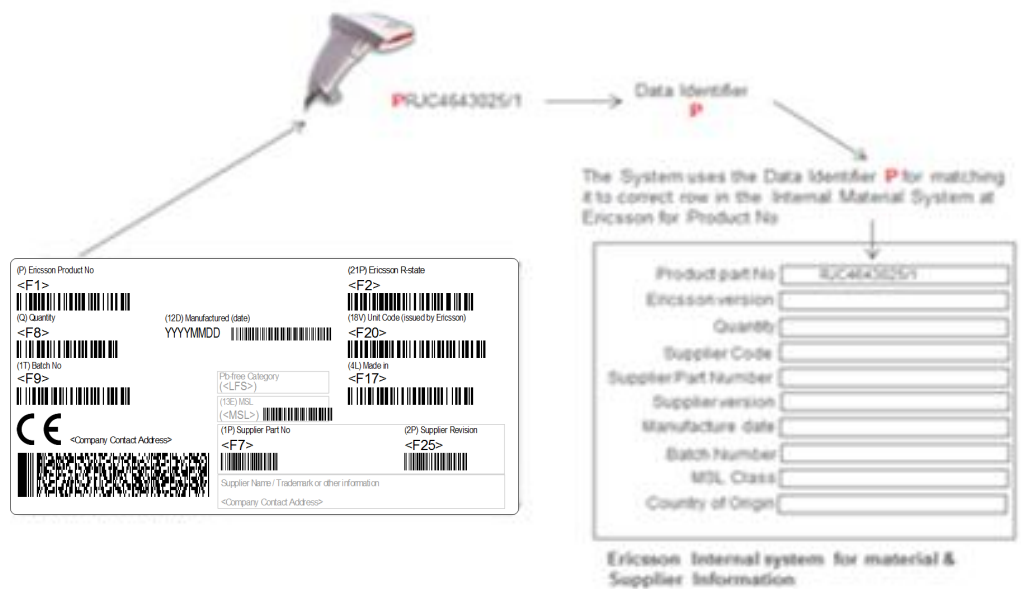 PRJC4643025/1
Data Identifier
P
The System uses the Data Identifier P for matching
it to correct row in the Internal Material System at
Ericsson for Product No
(P) Ericsson Product No
<F1>
(21P) Ericsson R-state
<F2>
(Q) Quantity
<F8>
(12D) Manufactured (date)
YYYYMMDD
(18V) Unit Code (issued by Ericsson)
<F20>
(1T) Batch No
<F9>
Pb-free Category
(<LFS>)
(4L) Made in
<F17>
(13E) MSL
(<MSL>)
CE
<Company Contact Address>
(1P) Supplier Part No
<F7>
(2P) Supplier Revision
<F25>
Supplier Name / Trademark or other information
<Company Contact Address>
Product part No RJC4643025/1
Ericsson version
Quantity
Supplier Code
Supplier Part Number
Supplier version
Manufacture date
Batch Number
MSL Class
Country of Origin
Ericsson Internal system for material &
Supplier Information